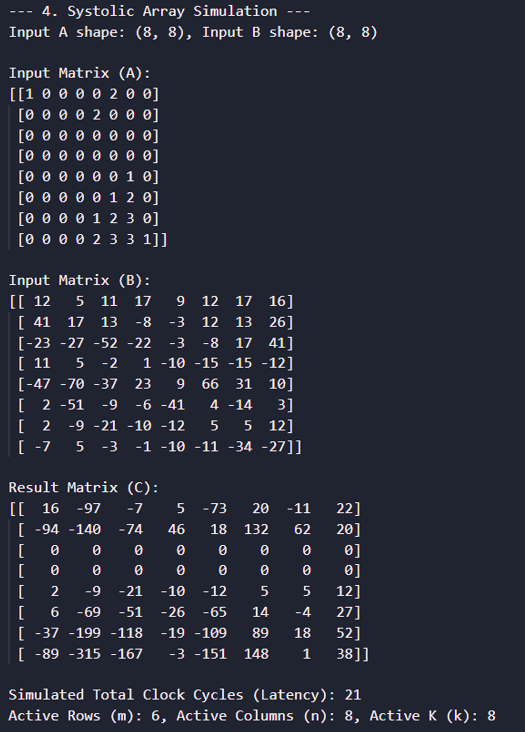 --- 4. Systolic Array Simulation ---
Input A shape: (8, 8), Input B shape: (8, 8)
Input Matrix (A):
[[1 0 0 0 0 2 0 0]
[0 0 0 0 2 0 0 0]
[0 0 0 0 0 0 0 0]
[0 0 0 0 0 0 0 0]
[0 0 0 0 0 0 1 0]
[0 0 0 0 0 1 2 0]
[0 0 0 0 1 2 3 0]
[0 0 0 0 2 3 3 1]]
Input Matrix (B):
[[ 12   5  11  17   9  12  17  16]
[ 41  17  13  -8  -3  12  13  26]
[-23 -27 -52 -22  -3  -8  17  41]
[ 11   5  -2   1 -10 -15 -15 -12]
[-47 -70 -37  23   9  66  31  10]
[  2 -51  -9  -6 -41   4 -14   3]
[  2  -9 -21 -10 -12   5   5  12]
[ -7   5  -3  -1 -10 -11 -34 -27]]
Result Matrix (C):
[[  16  -97   -7    5  -73   20  -11   22]
[ -94 -140  -74   46   18  132   62   20]
[   0    0    0    0    0    0    0    0]
[   0    0    0    0    0    0    0    0]
[   2   -9  -21  -10  -12    5    5   12]
[   6  -69  -51  -26  -65   14   -4   27]
[ -37 -199 -118  -19 -109   89   18   52]
[ -89 -315 -167   -3 -151  148    1   38]]
Simulated Total Clock Cycles (Latency): 21
Active Rows (m): 6, Active Columns (n): 8, Active K (k): 8